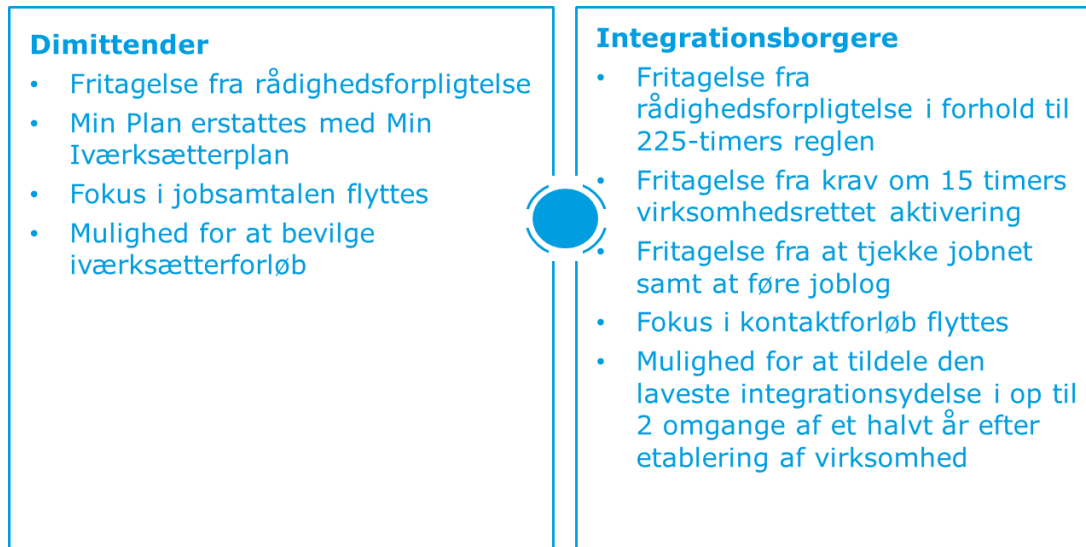 Dimittender
• Fritagelse fra rådighedsforpligtelse
• Min Plan erstattes med Min
Iværksætterplan
• Fokus i jobsamtalen flyttes
• Mulighed for at bevilge
iværksætterforløb
Integrationsborgere
• Fritagelse fra
rådighedsforpligtelse i forhold til
225-timers reglen
• Fritagelse fra krav om 15 timers
virksomhedsrettet aktivering
• Fritagelse fra at tjekke jobnet
samt at føre joblog
• Fokus i kontaktforløb flyttes
• Mulighed for at tildele den
laveste integrationsydelse i op til
2 omgange af et halvt år efter
etablering af virksomhed